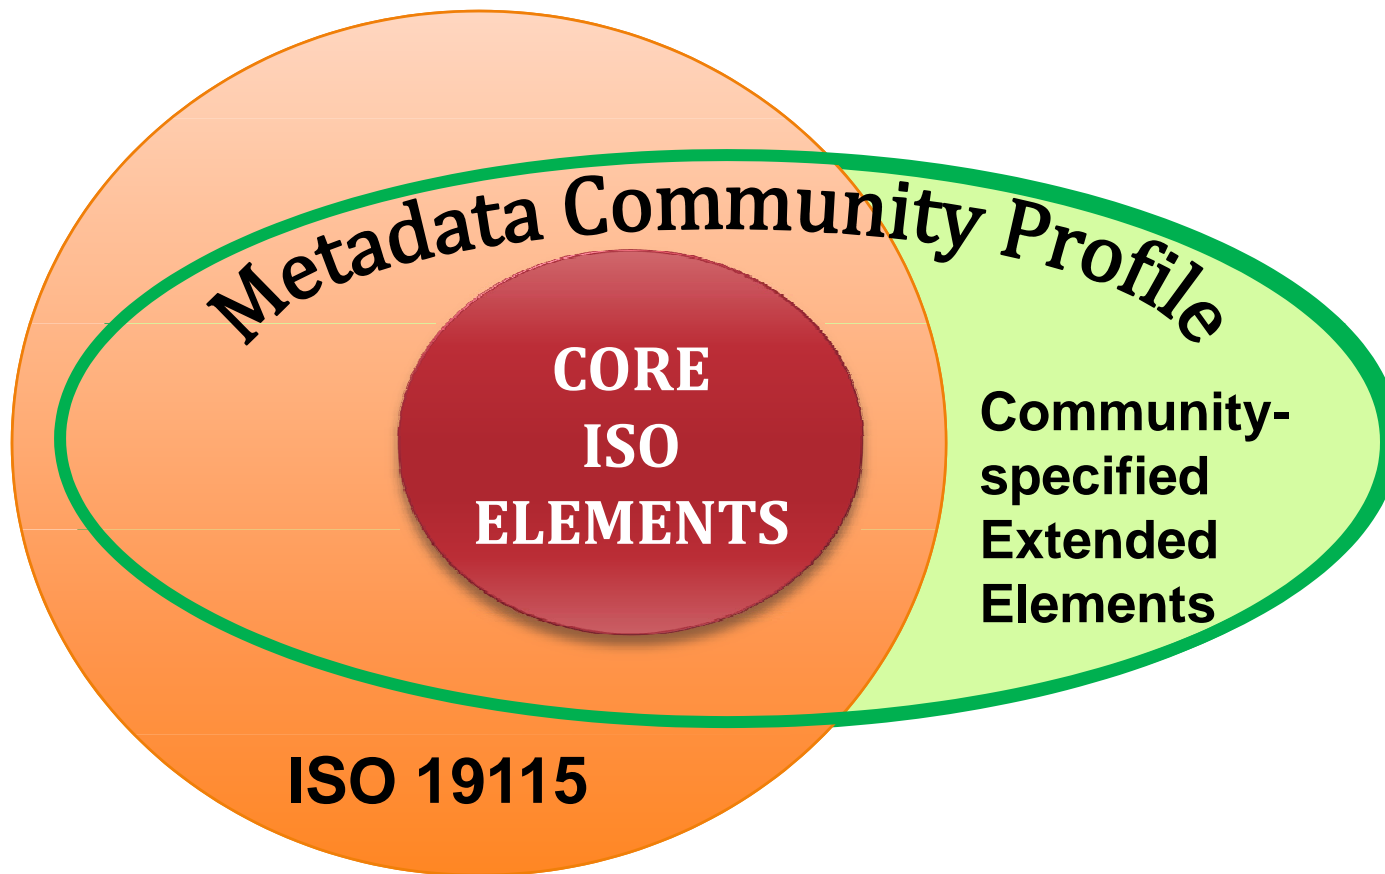 Metadata Community Profile
CORE
ISO
ELEMENTS
Community-
specified
Extended
Elements
ISO 19115